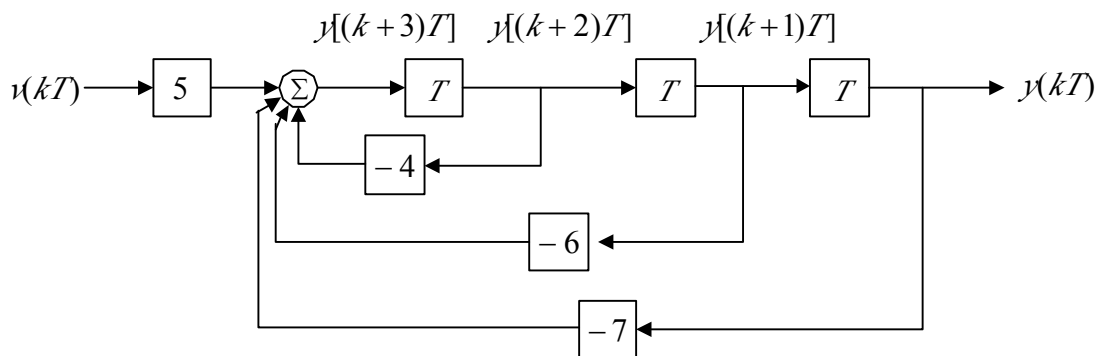 y[(k+3)T] y[(k+2)T] y[(k+1)T]
v(kT) 5 Σ T T T y(kT)
−4
−6
−7